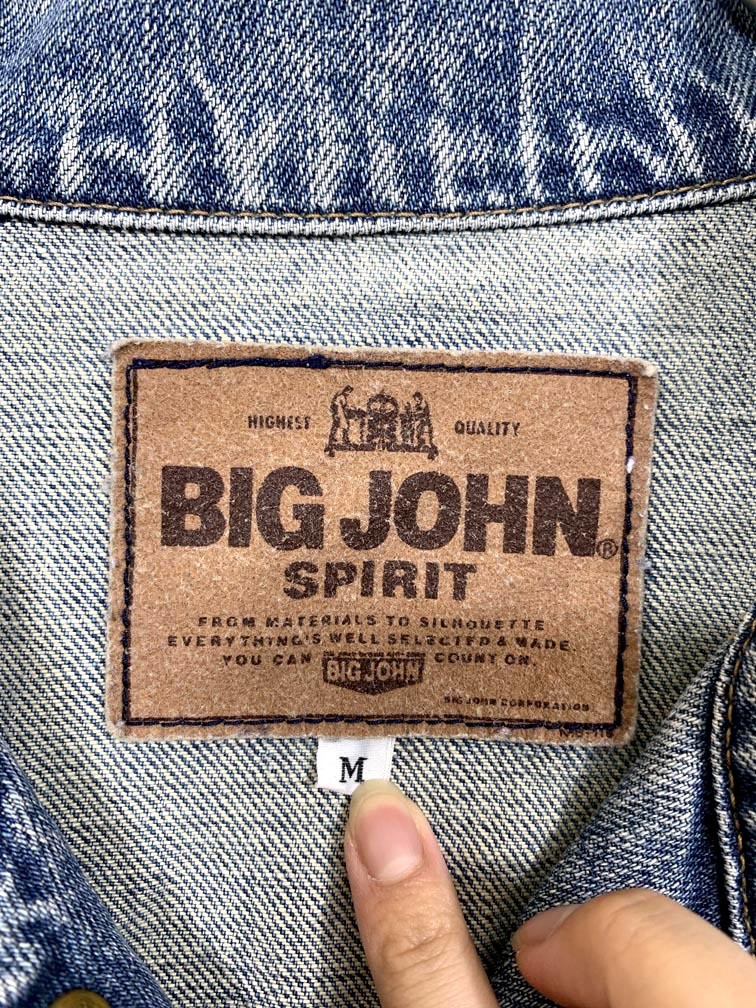 HIGHEST QUALITY
BIG JOHN®
SPIRIT
FROM MATERIALS TO SILHOUETTE
EVERYTHING'S WELL SELECTED & MADE.
YOU CAN BIG JOHN COUNT ON.
BIG JOHN CORPORATION
M